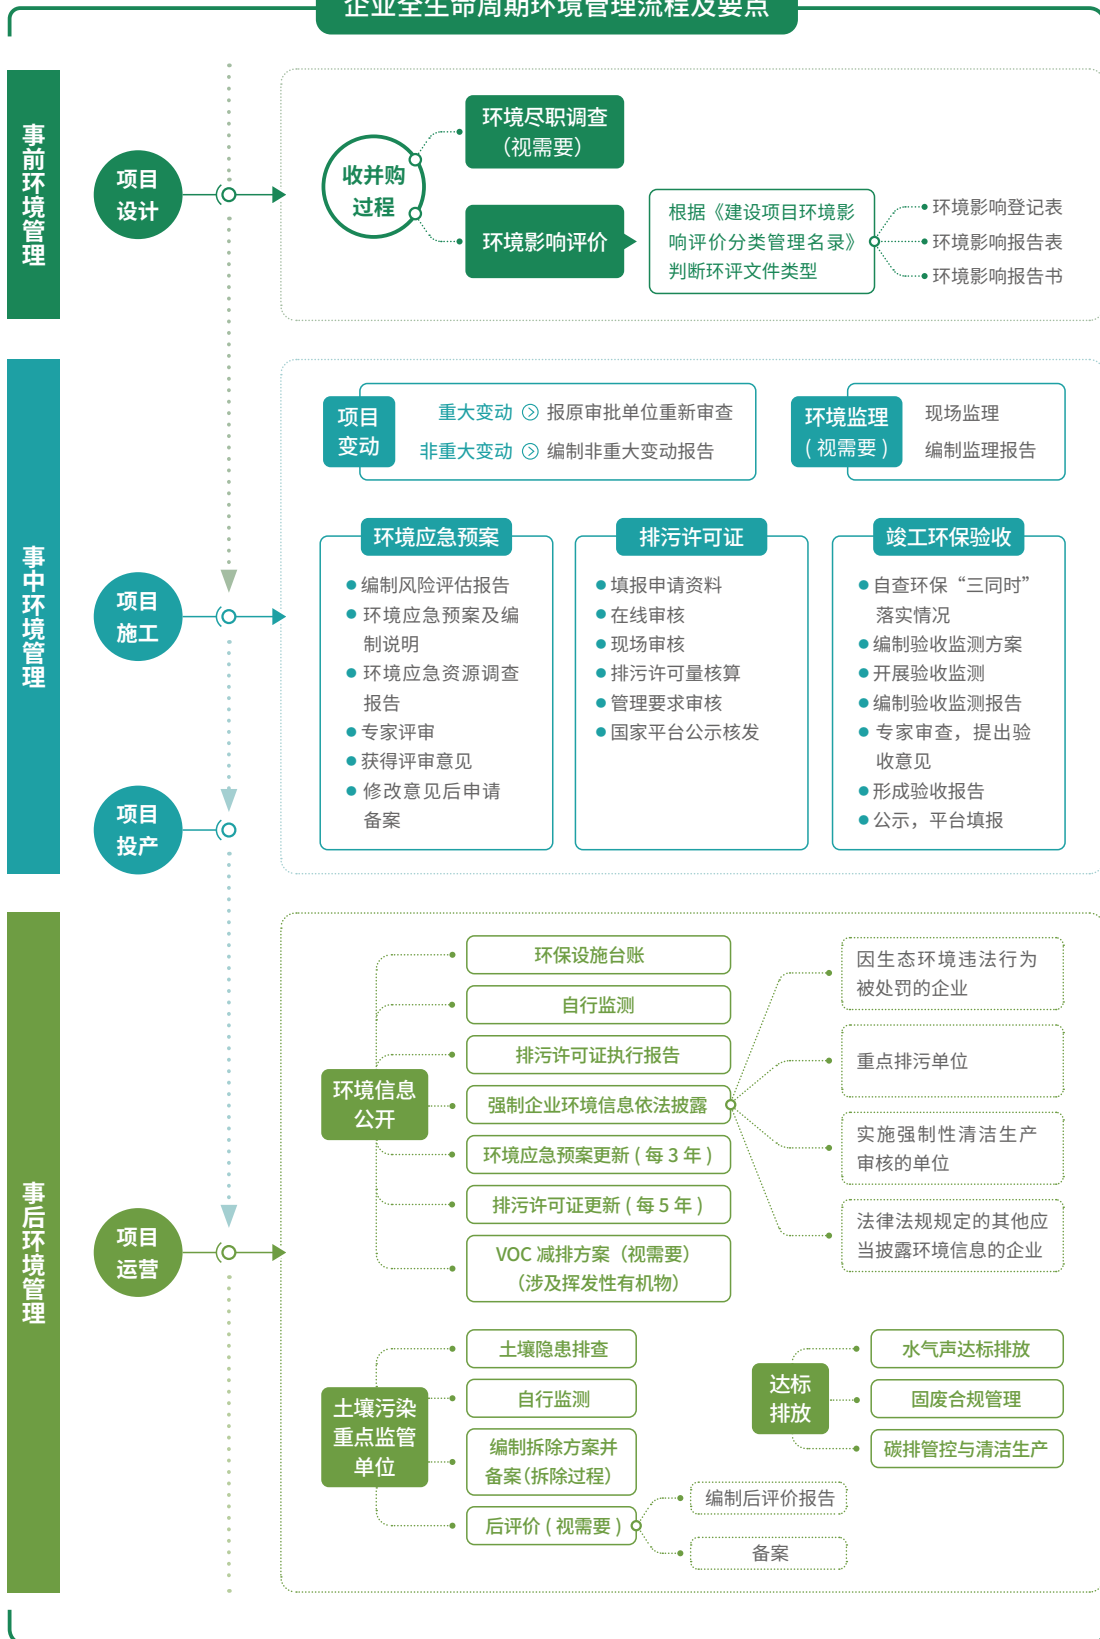 企业全生命周期环境管理流程及要点
事前环境管理
项目
设计
收并购
过程
环境尽职调查
（视需要）
环境影响评价
根据《建设项目环境影
响评价分类管理名录》
判断环评文件类型
环境影响登记表
环境影响报告表
环境影响报告书
事中环境管理
项目
施工
项目
投产
项目
变动
重大变动 报原审批单位重新审查
非重大变动 编制非重大变动报告
环境监理
( 视需要 )
现场监理
编制监理报告
环境应急预案
编制风险评估报告
环境应急预案及编
制说明
环境应急资源调查
报告
专家评审
获得评审意见
修改意见后申请
备案
排污许可证
填报申请资料
在线审核
现场审核
排污许可量核算
管理要求审核
国家平台公示核发
竣工环保验收
自查环保“三同时”
落实情况
编制验收监测方案
开展验收监测
编制验收监测报告
专家审查，提出验
收意见
形成验收报告
公示，平台填报
事后环境管理
项目
运营
环境信息
公开
环保设施台账
自行监测
排污许可证执行报告
强制企业环境信息依法披露
环境应急预案更新 ( 每 3 年 )
排污许可证更新 ( 每 5 年 )
VOC 减排方案（视需要）
（涉及挥发性有机物）
因生态环境违法行为
被处罚的企业
重点排污单位
实施强制性清洁生产
审核的单位
法律法规规定的其他应
当披露环境信息的企业
土壤污染
重点监管
单位
土壤隐患排查
自行监测
编制拆除方案并
备案（拆除过程）
后评价 ( 视需要 )
编制后评价报告
备案
达标
排放
水气声达标排放
固废合规管理
碳排管控与清洁生产